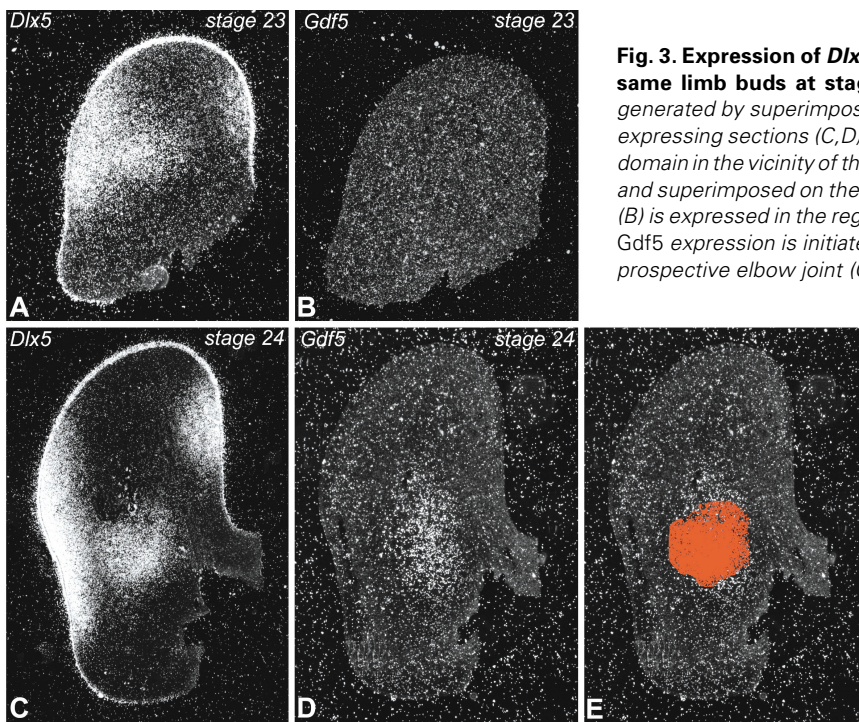 Dlx5 stage 23
A
Gdf5 stage 23
B
Fig. 3. Expression of Dlx
same limb buds at stag
generated by superimpos
expressing sections (C,D)
domain in the vicinity of th
and superimposed on the
(B) is expressed in the reg
Gdf5 expression is initiate
prospective elbow joint (
Dlx5 stage 24
C
Gdf5 stage 24
D
E